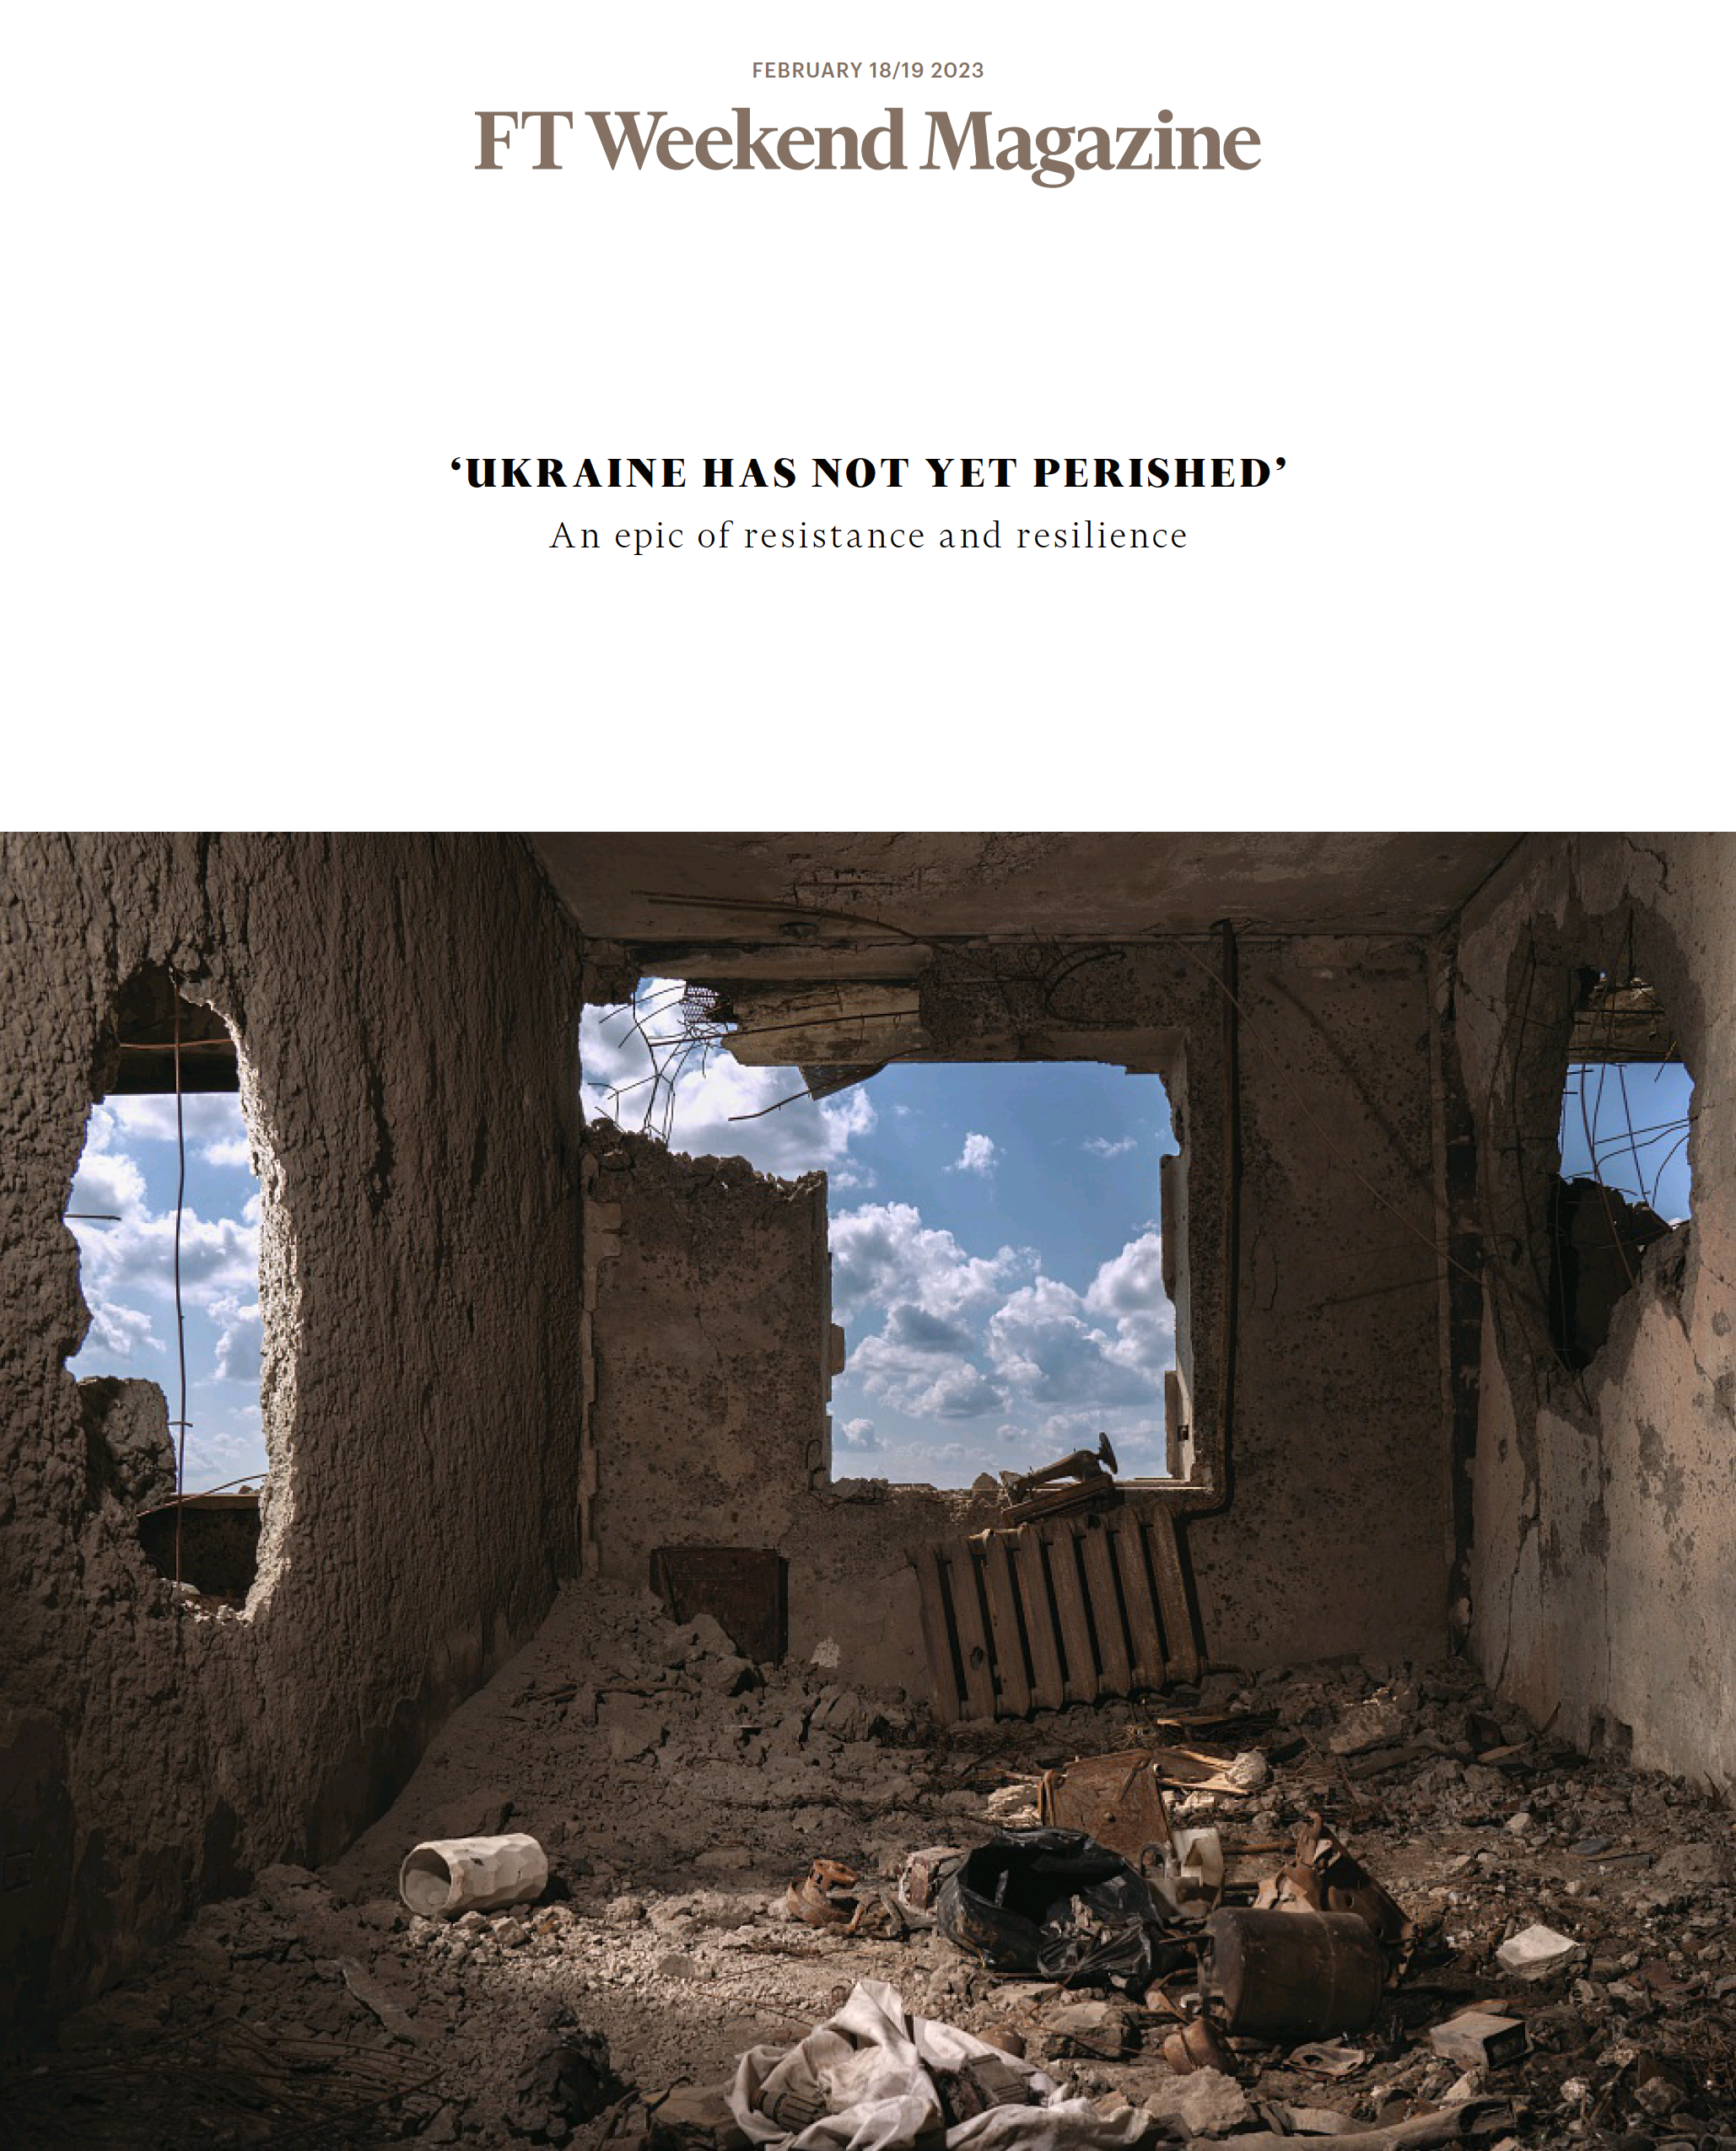 FEBRUARY 18/19 2023
FT Weekend Magazine
‘UKRAINE HAS NOT YET PERISHED’
An epic of resistance and resilience